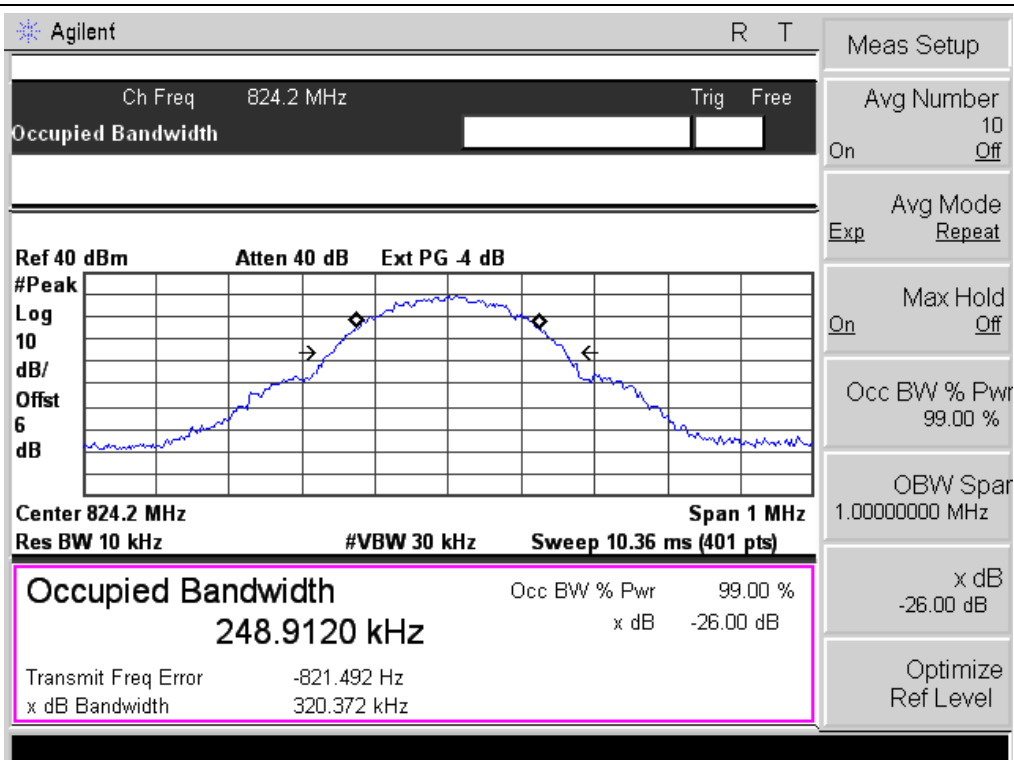 Agilent R T
Ch Freq 824.2 MHz Trig Free
Occupied Bandwidth
Ref 40 dBm Atten 40 dB Ext PG -4 dB
#Peak
Log
10
dB/
Offst
6
dB
Center 824.2 MHz Span 1 MHz
Res BW 10 kHz #VBW 30 kHz Sweep 10.36 ms (401 pts)
Occupied Bandwidth Occ BW % Pwr 99.00 %
248.9120 kHz x dB -26.00 dB
Transmit Freq Error -821.492 Hz
x dB Bandwidth 320.372 kHz
Meas Setup
Avg Number
10
On Off
Avg Mode
Exp Repeat
Max Hold
On Off
Occ BW % Pwr
99.00 %
OBW Span
1.00000000 MHz
x dB
-26.00 dB
Optimize
Ref Level